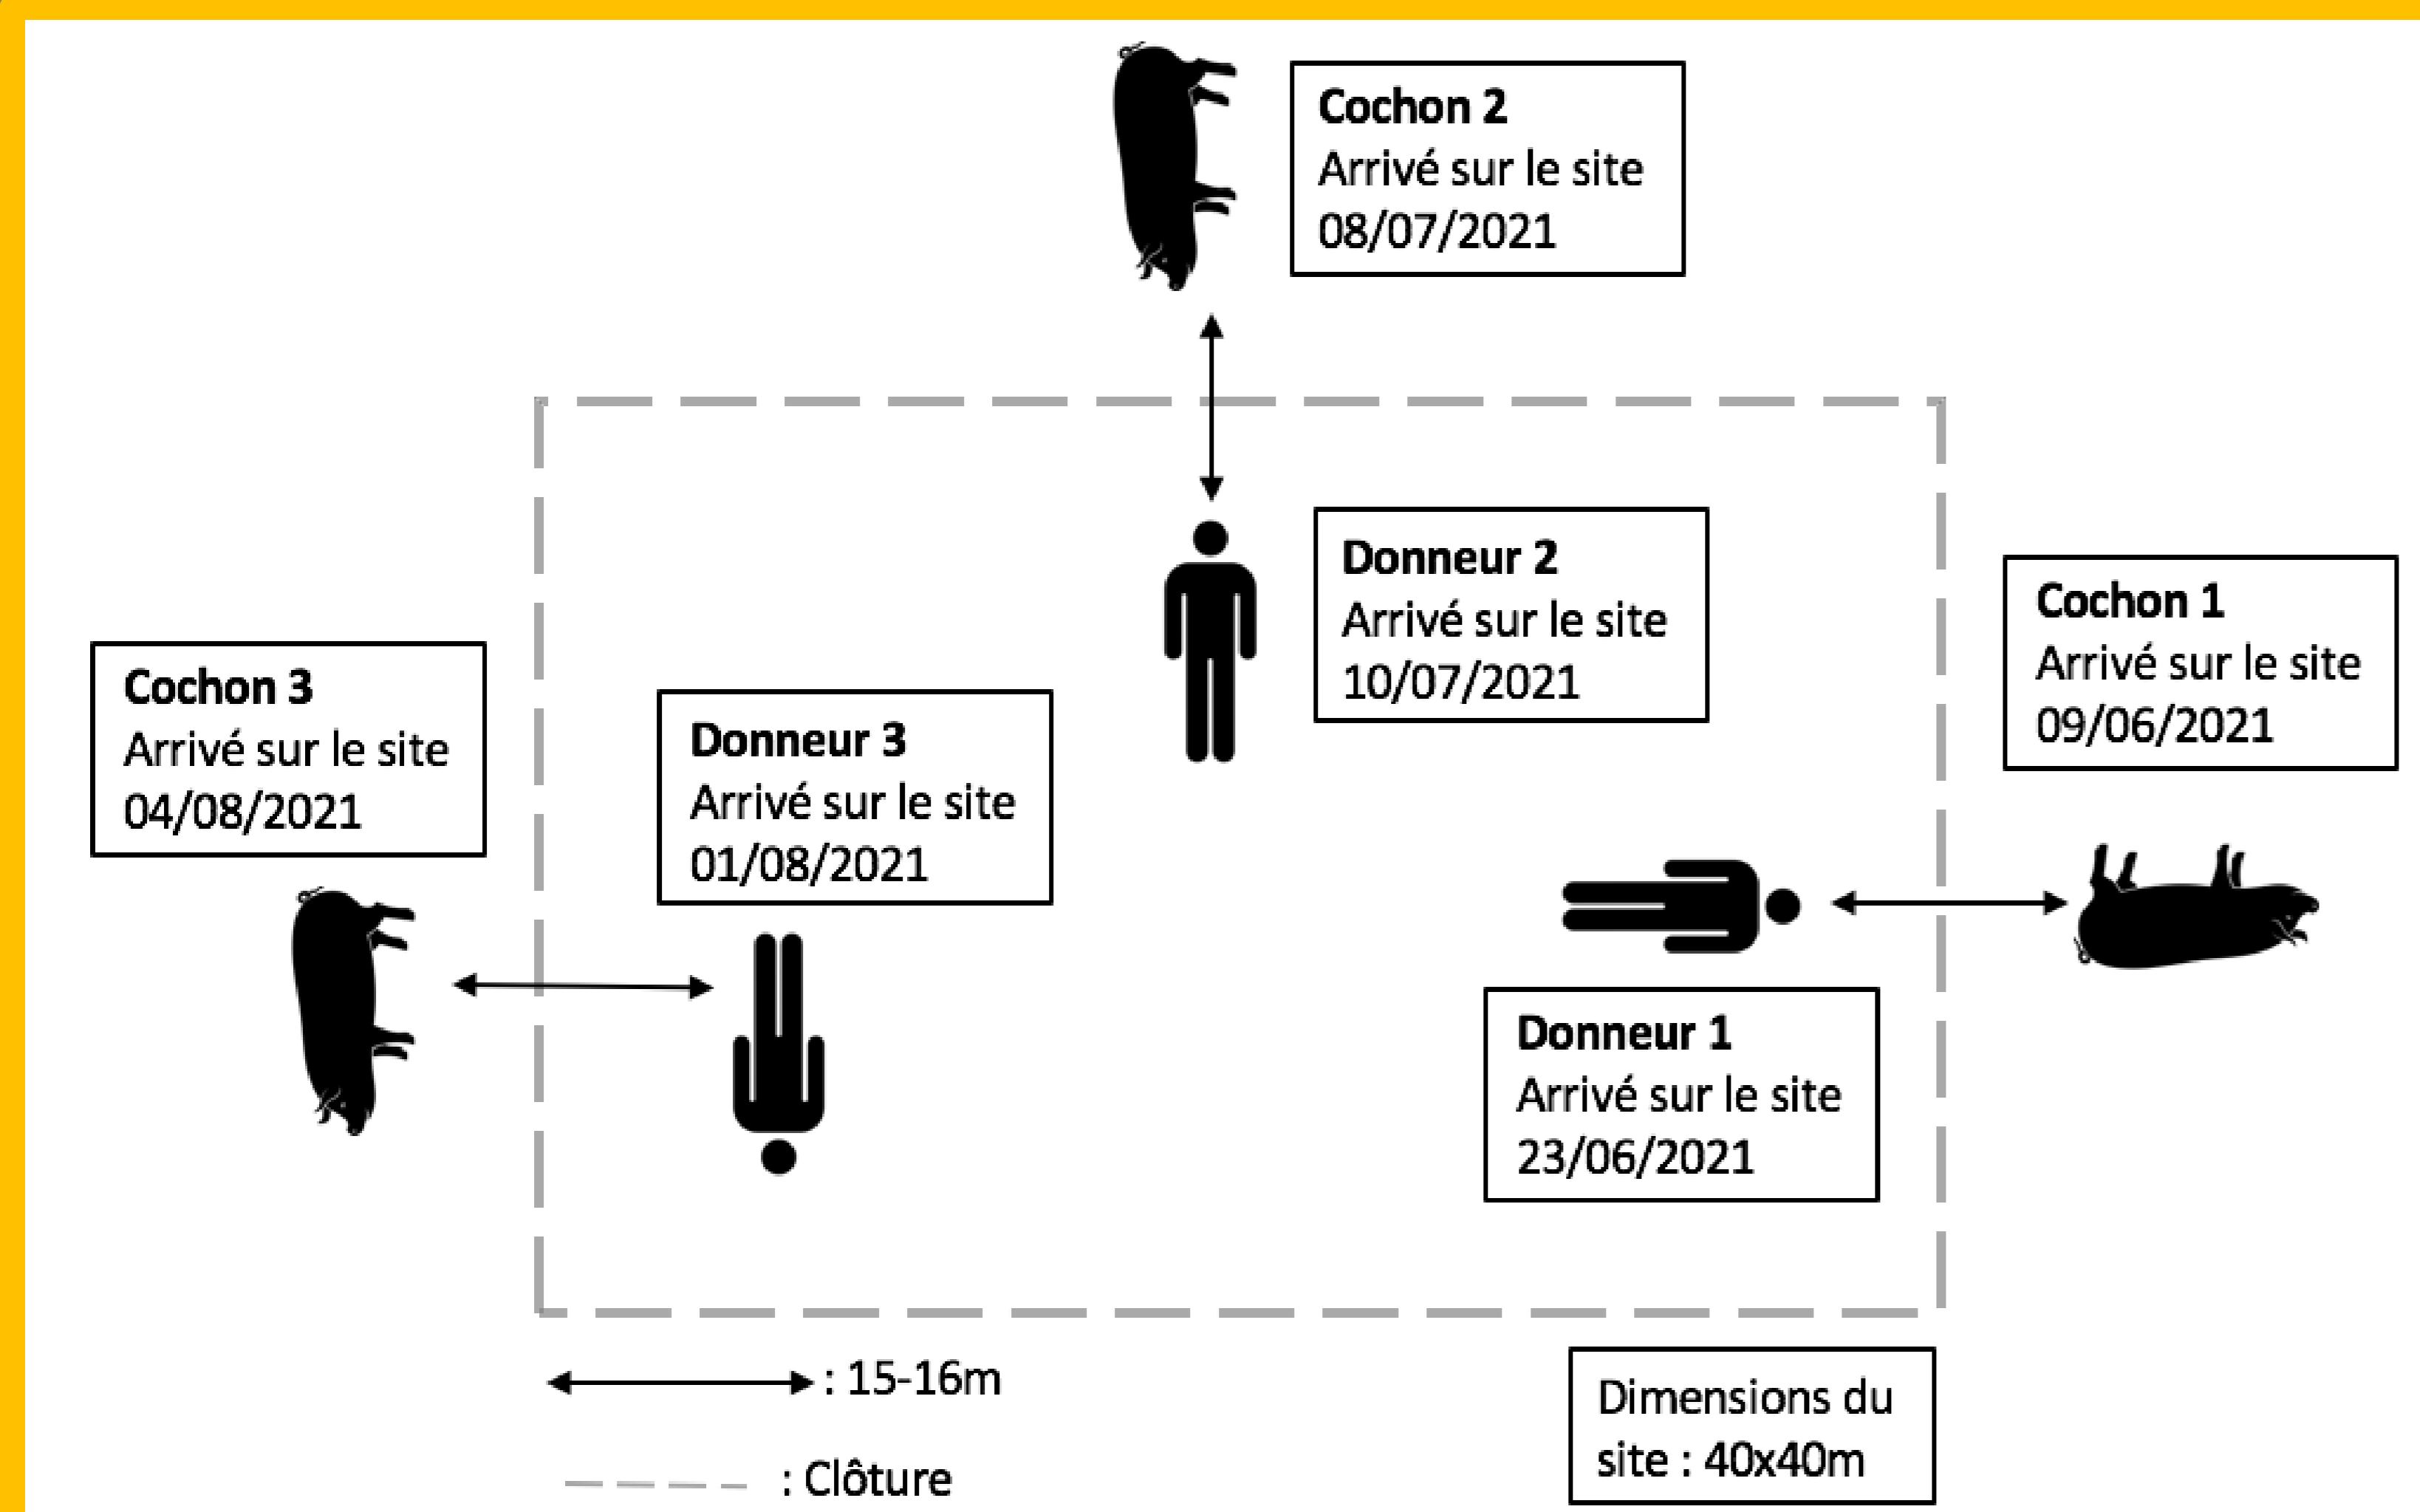 Cochon 2
Arrivé sur le site
08/07/2021
Donneur 2
Arrivé sur le site
10/07/2021
Cochon 1
Arrivé sur le site
09/06/2021
Cochon 3
Arrivé sur le site
04/08/2021
Donneur 3
Arrivé sur le site
01/08/2021
Donneur 1
Arrivé sur le site
23/06/2021
: 15-16m
: Clôture
Dimensions du
site : 40x40m